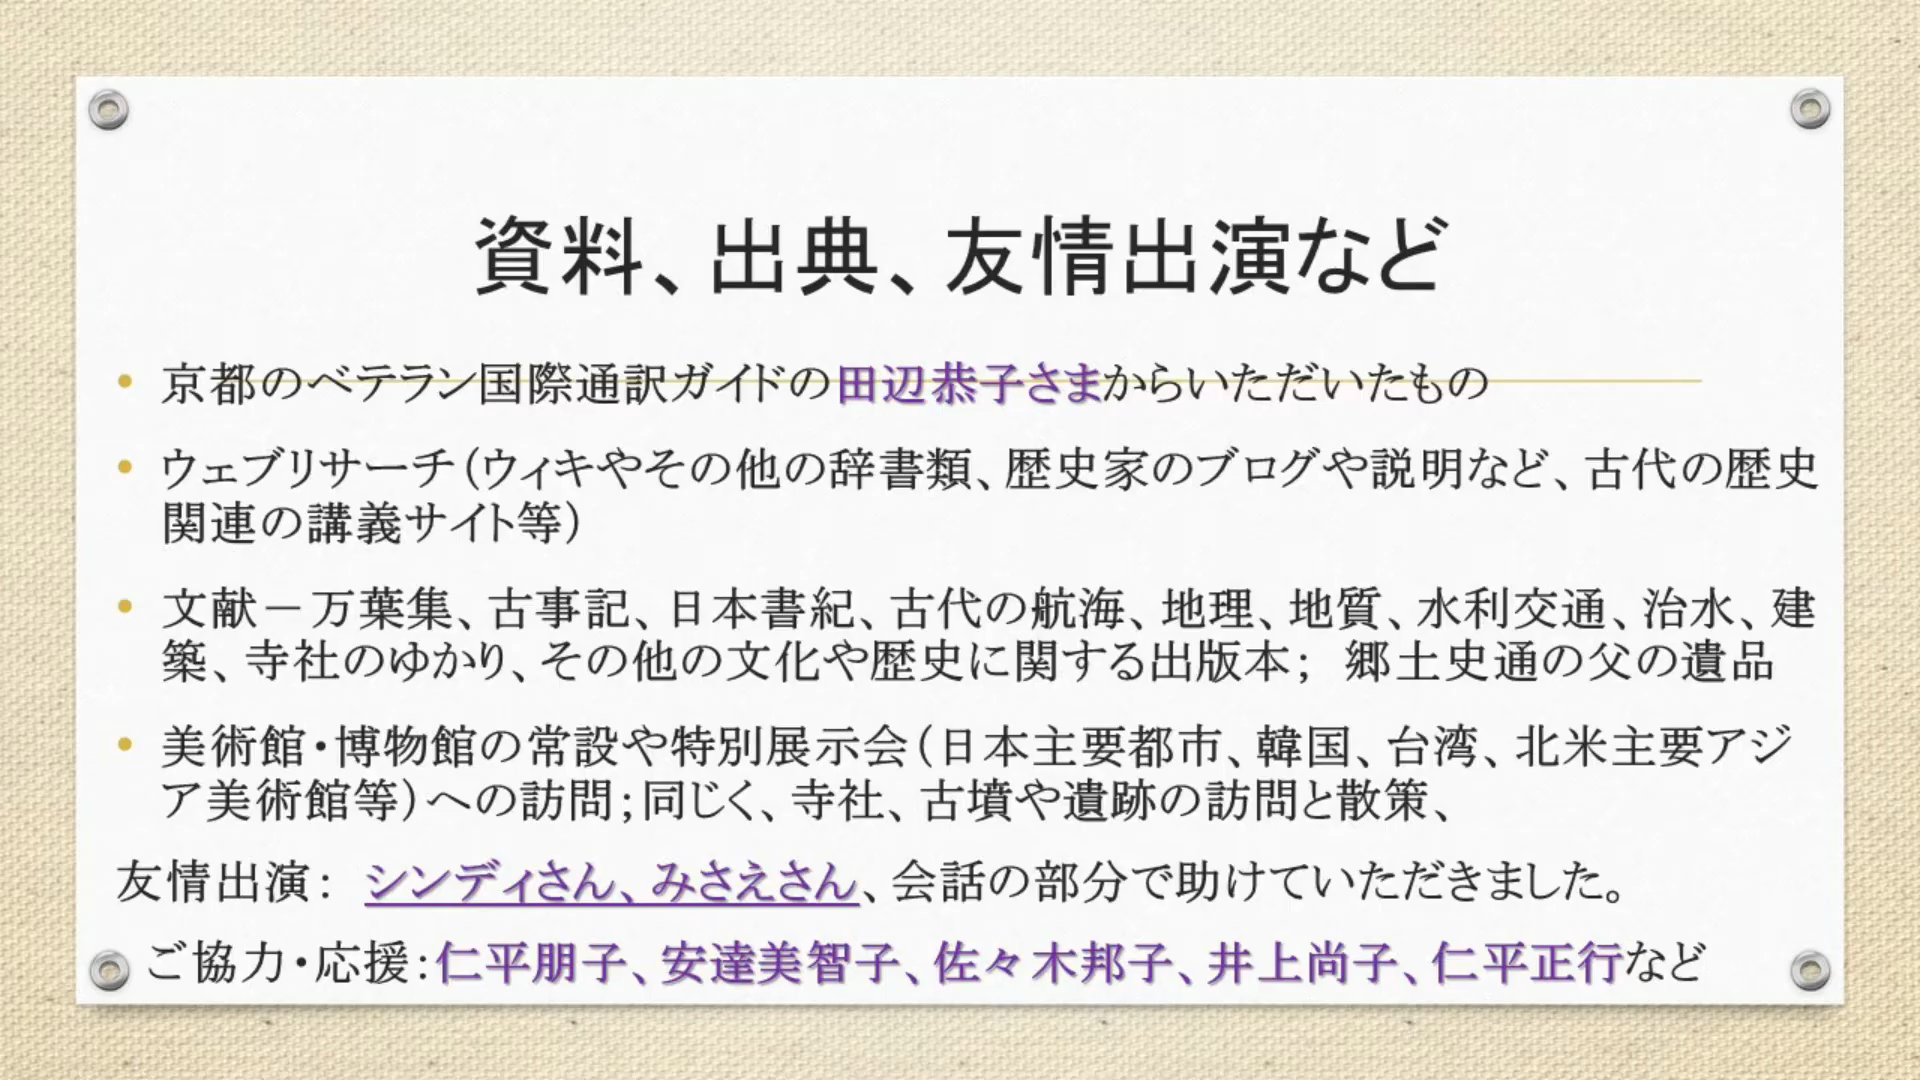 資料、出典、友情出演など
• 京都のベテラン国際通訳ガイドの田辺恭子さまからいただいたもの
• ウェブリサーチ(ウィキやその他の辞書類、歴史家のブログや説明など、古代の歴史
関連の講義サイト等)
• 文献－万葉集、古事記、日本書紀、古代の航海、地理、地質、水利交通、治水、建
築、寺社のゆかり、その他の文化や歴史に関する出版本; 郷土史通の父の遺品
• 美術館・博物館の常設や特別展示会(日本主要都市、韓国、台湾、北米主要アジ
ア美術館等)への訪問;同じく、寺社、古墳や遺跡の訪問と散策、
友情出演: シンディさん、みさえさん、会話の部分で助けていただきました。
ご協力・応援:仁平朋子、安達美智子、佐々木邦子、井上尚子、仁平正行など